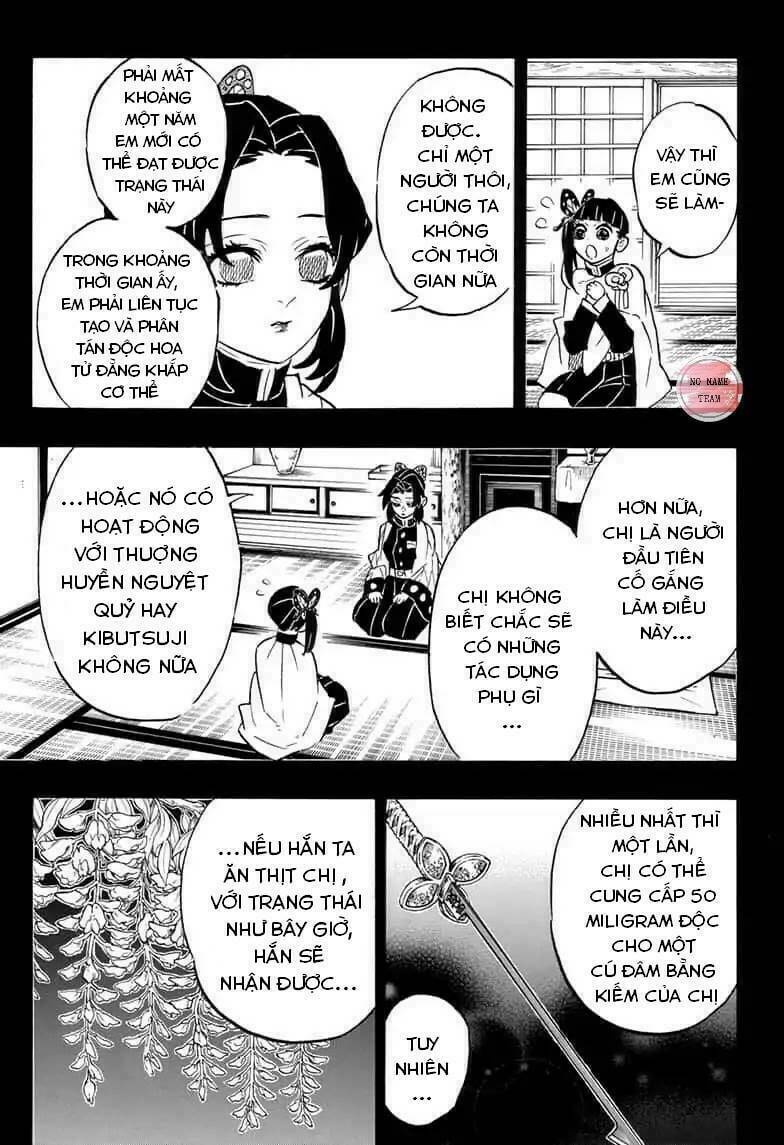 VẬY THÌ
EM CŨNG
SẼ LÀM-
KHÔNG
ĐƯỢC.
CHỈ MỘT
NGƯỜI THÔI,
CHÚNG TA
KHÔNG
CÒN THỜI
GIAN NỮA
PHẢI MẤT
KHOẢNG
MỘT NĂM
EM MỚI CÓ
THỂ ĐẠT ĐƯỢC
TRẠNG THÁI
NÀY
TRONG KHOẢNG
THỜI GIAN ẤY,
EM PHẢI LIÊN TỤC
TẠO VÀ PHÂN
TÁN ĐỘC HOA
TỬ ĐẰNG KHẮP
CƠ THỂ
NO NAME
TEAM
HƠN NỮA,
CHỊ LÀ NGƯỜI
ĐẦU TIÊN
CỐ GẮNG
LÀM ĐIỀU
NÀY...
CHỊ KHÔNG
BIẾT CHẮC SẼ
CÓ NHỮNG
TÁC DỤNG
PHỤ GÌ
...
...HOẶC NÓ CÓ
HOẠT ĐỘNG
VỚI THƯỢNG
HUYỀN NGUYỆT
QUỶ HAY
KIBUTSUJI
KHÔNG NỮA
NHIỀU NHẤT THÌ
MỘT LẦN,
CHỊ CÓ THỂ
CUNG CẤP 50
MILIGRAM ĐỘC
CHO MỘT
CÚ ĐÂM BẰNG
KIẾM CỦA CHỊ
TUY
NHIÊN
...
...NẾU HẮN TA
ĂN THỊT CHỊ ,
VỚI TRẠNG THÁI
NHƯ BÂY GIỜ,
HẮN SẼ
NHẬN ĐƯỢC...